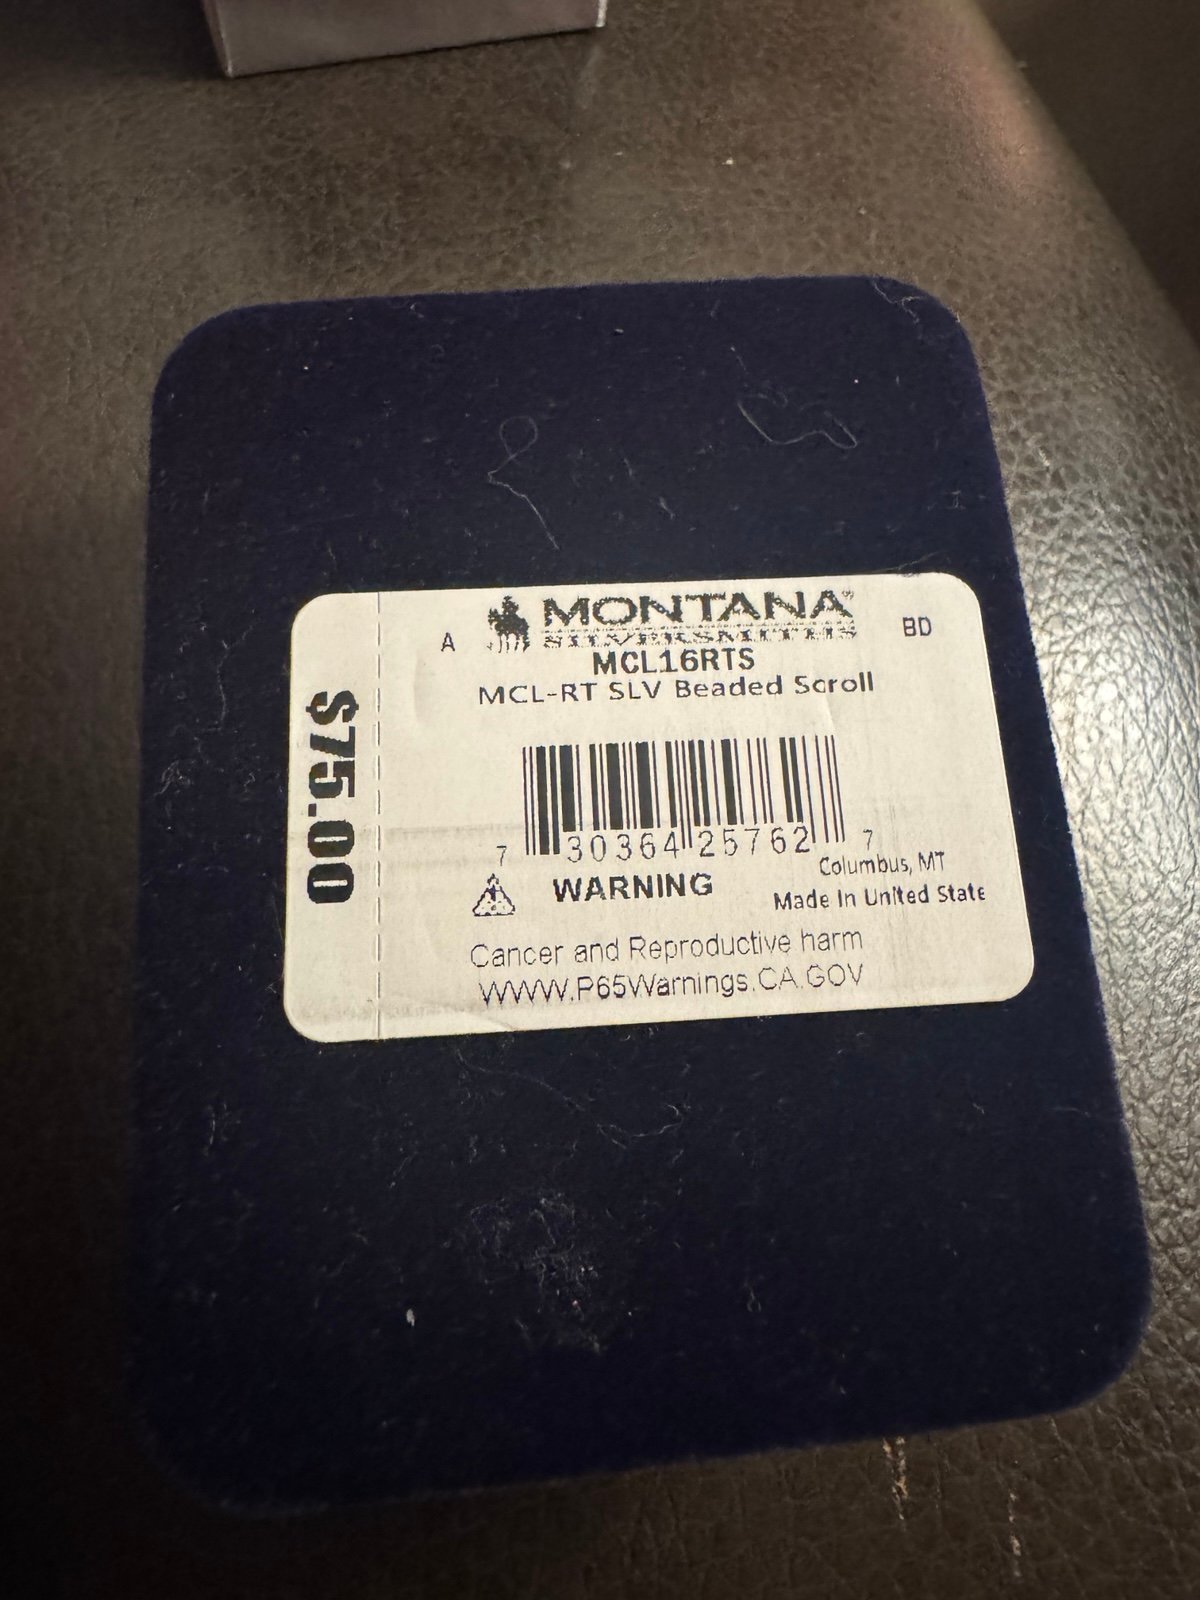 A MONTANA® BD
SILVERSMITHS
MCL16RTS
MCL-RT SLV Beaded Scroll
$75.00
7 30364 25762 7
Columbus, MT
WARNING
Made In United State
Cancer and Reproductive harm
WWW.P65Warnings.CA.GOV